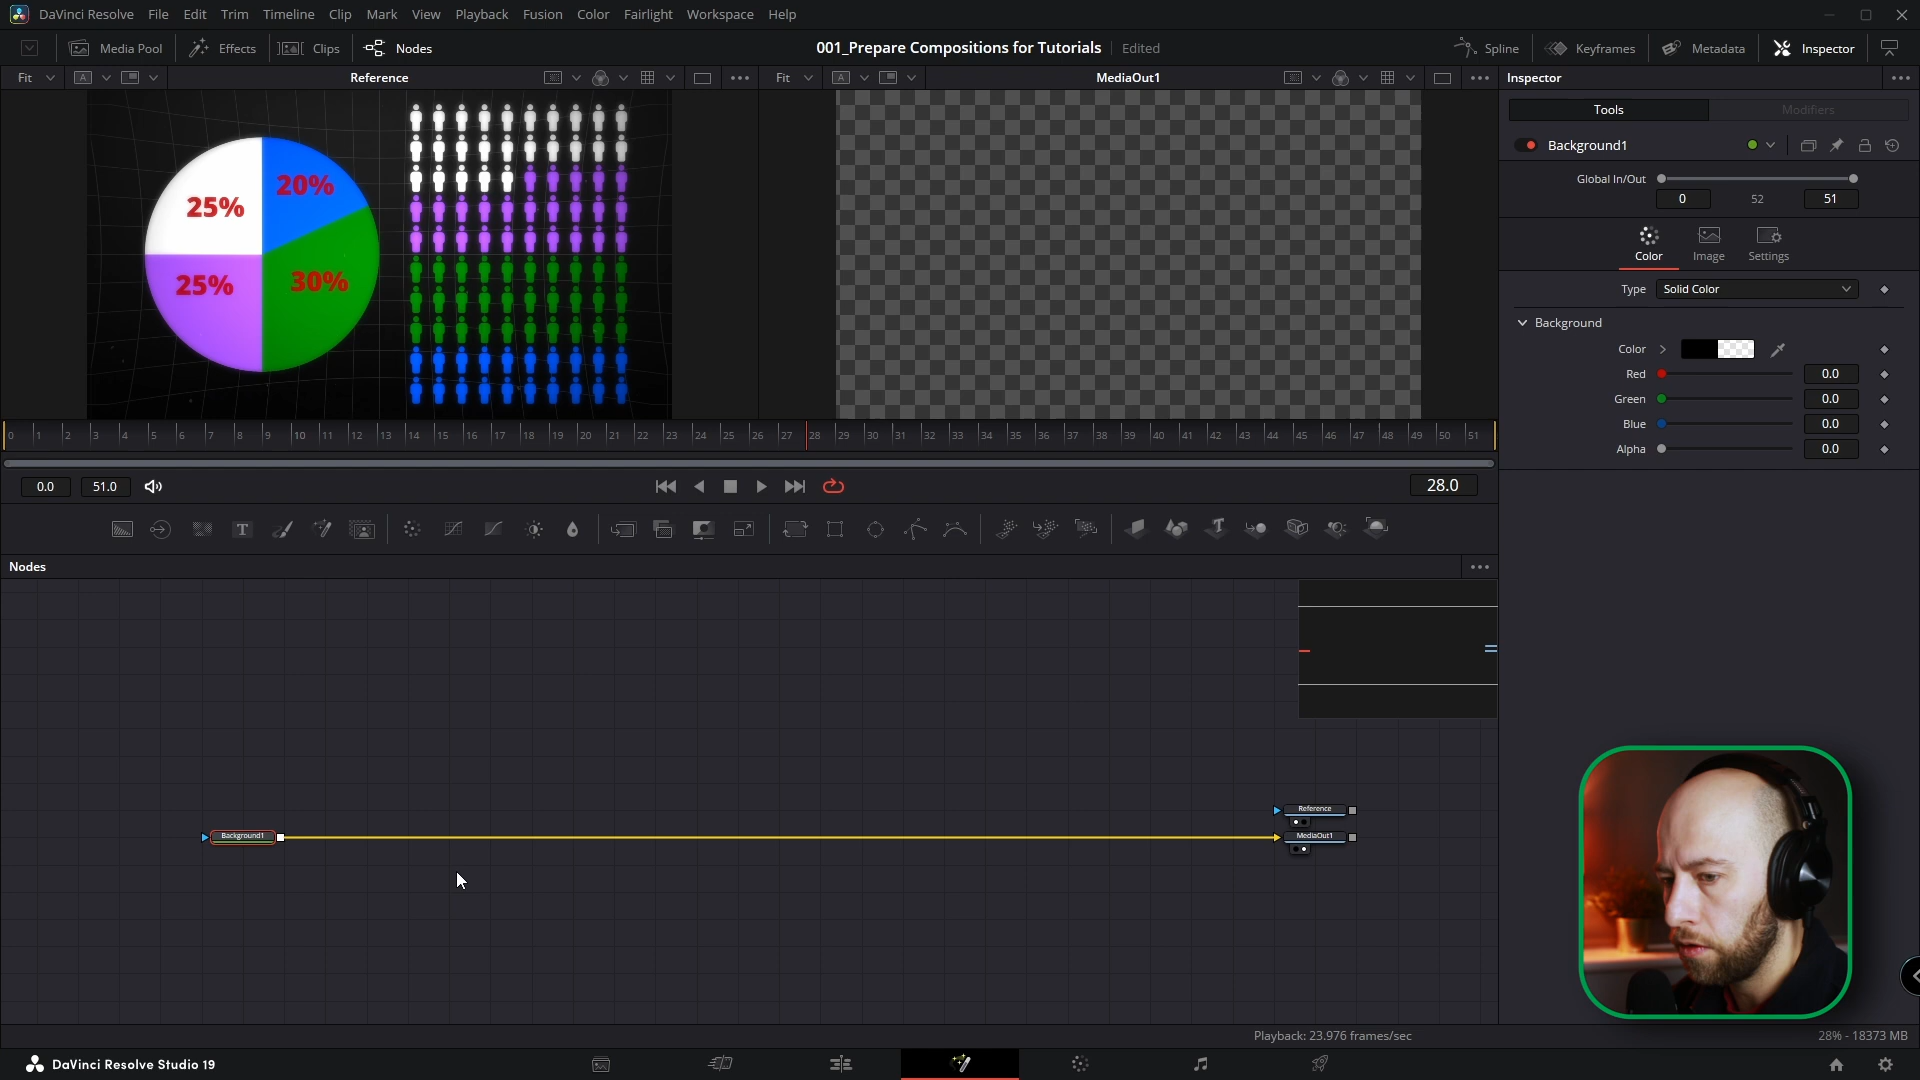 DaVinci Resolve File Edit Trim Timeline Clip Mark View Playback Fusion Color Fairlight Workspace Help
Media Pool Effects Clips Nodes 001_Prepare Compositions for Tutorials Edited Spline Keyframes Metadata Inspector
Fit A Reference Fit A MediaOut1 Inspector
Tools Modifiers
Background1
Global In/Out
0 52 51
Color Image Settings
Type Solid Color
Background
Color
Red 0.0
Green 0.0
Blue 0.0
Alpha 0.0
25% 20%
25% 30%
0 1 2 3 4 5 6 7 8 9 10 11 12 13 14 15 16 17 18 19 20 21 22 23 24 25 26 27 28 29 30 31 32 33 34 35 36 37 38 39 40 41 42 43 44 45 46 47 48 49 50 51
0.0 51.0 28.0
T T
Nodes
Reference
Background1 MediaOut1
Playback: 23.976 frames/sec 28% - 18373 MB
DaVinci Resolve Studio 19